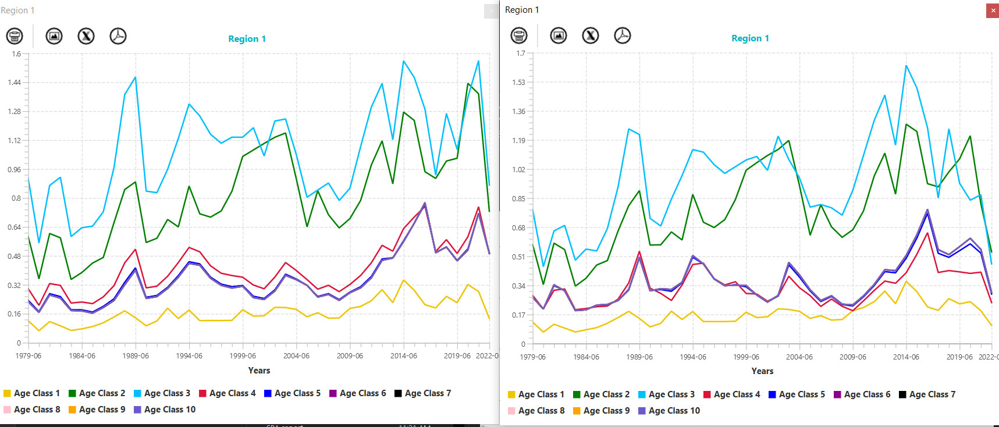 Region 1
Region 1
1.6
1.44
1.28
1.12
0.96
0.8
0.64
0.48
0.32
0.16
0
1979-06 1984-06 1989-06 1994-06 1999-06 2004-06 2009-06 2014-06 2019-06 2022-0
Years
Age Class 1 Age Class 2 Age Class 3 Age Class 4 Age Class 5 Age Class 6 Age Class 7
Age Class 8 Age Class 9 Age Class 10
Region 1
Region 1
1.7
1.53
1.36
1.19
1.02
0.85
0.68
0.51
0.34
0.17
0
1979-06 1984-06 1989-06 1994-06 1999-06 2004-06 2009-06 2014-06 2019-06 2022-0
Years
Age Class 1 Age Class 2 Age Class 3 Age Class 4 Age Class 5 Age Class 6 Age Class 7
Age Class 8 Age Class 9 Age Class 10